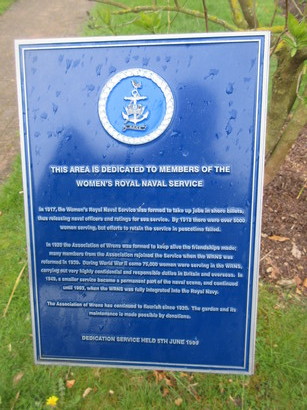 THIS AREA IS DEDICATED TO MEMBERS OF THE
WOMEN'S ROYAL NAVAL SERVICE
In 1917, the Women's Royal Naval Service was formed to take up jobs in shore billets,
thus releasing naval officers and ratings for sea service. By 1918 there were over 5000
women serving, but efforts to retain the service in peacetime failed.
In 1920 the Association of Wrens was formed to keep alive the friendships made;
many members from the Association rejoined the Service when the WRNS was
reformed in 1939. During World War II some 75,000 women were serving in the WRNS,
carrying out very highly confidential and responsible duties in Britain and overseas. In
1949, a smaller service became a permanent part of the naval scene, and continued
until 1993, when the WRNS was fully integrated into the Royal Navy.
The Association of Wrens has continued to flourish since 1920. The garden and its
maintenance is made possible by donations.
DEDICATION SERVICE HELD 5TH JUNE